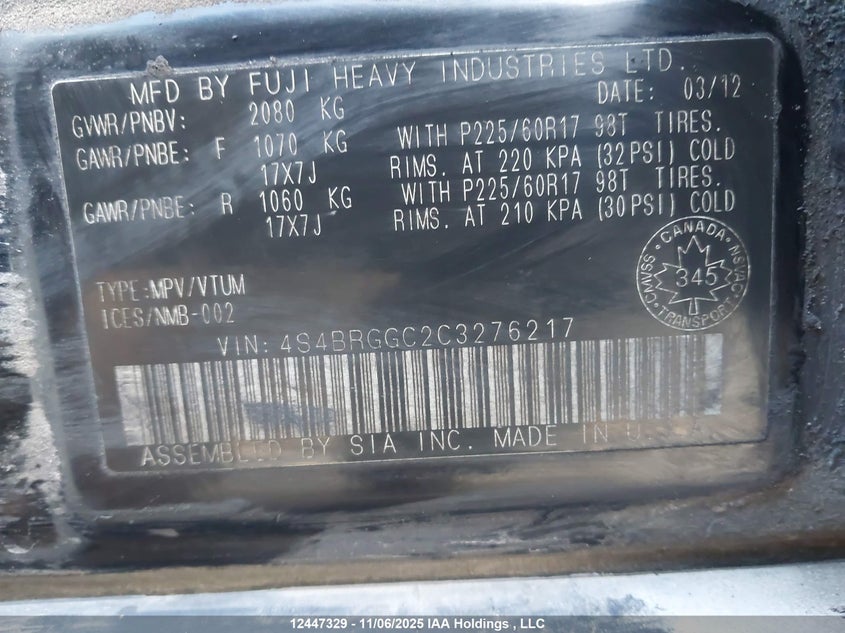 MFD BY FUJI HEAVY INDUSTRIES LTD.
GVWR/PNBV: 2080 KG DATE: 03/12
GAWR/PNBE: F 1070 KG WITH P225/60R17 98T TIRES.
17X7J RIMS. AT 220 KPA (32PSI) COLD
GAWR/PNBE: R 1060 KG WITH P225/60R17 98T TIRES.
17X7J RIMS. AT 210 KPA (30PSI) COLD
CANADA
CMVSS NSVAC
345
TRANSPORT
TYPE:MPV/VTUM
ICES/NMB-002
VIN: 4S4BRGGC2C3276217
ASSEMBLED BY SIA INC. MADE IN
12447329 - 11/06/2025 IAA Holdings , LLC